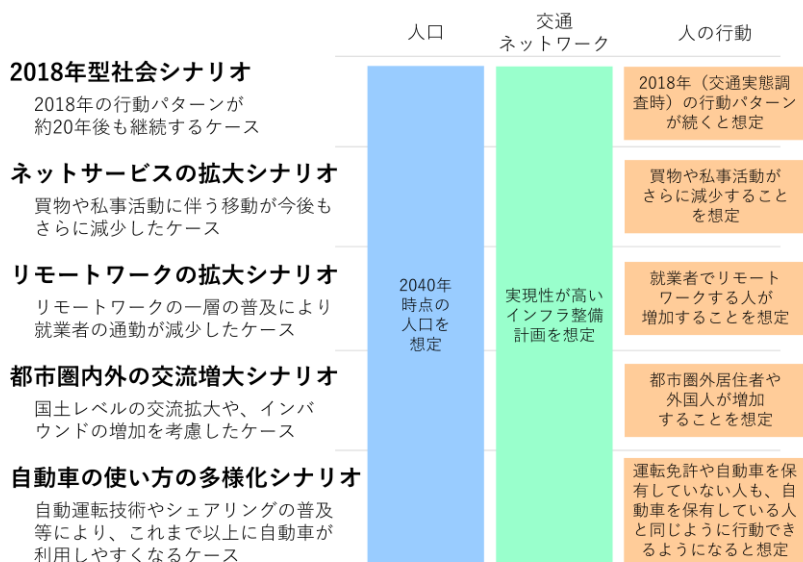 人口
交通
ネットワーク
人の行動
2018年型社会シナリオ
2018年の行動パターンが
約20年後も継続するケース
2018年（交通実態調
査時）の行動パターン
が続くと想定
ネットサービスの拡大シナリオ
買物や私事活動に伴う移動が今後も
さらに減少したケース
買物や私事活動が
さらに減少すること
を想定
リモートワークの拡大シナリオ
リモートワークの一層の普及により
就業者の通勤が減少したケース
2040年
時点の
人口を
想定
実現性が高い
インフラ整備
計画を想定
就業者でリモート
ワークする人が
増加することを想定
都市圏内外の交流増大シナリオ
国土レベルの交流拡大や、インバ
ウンドの増加を考慮したケース
都市圏外居住者や
外国人が増加
することを想定
自動車の使い方の多様化シナリオ
自動運転技術やシェアリングの普及
等により、これまで以上に自動車が
利用しやすくなるケース
運転免許や自動車を保
有していない人も、自
動車を保有している人
と同じように行動でき
るようになると想定